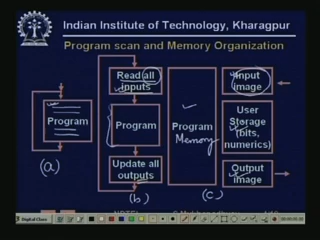 Indian Institute of Technology, Kharagpur
Program scan and Memory Organization
Read all
inputs
Program
Update all
outputs
Program
Program
Memory
Input
image
User
Storage
(bits,
numerics)
Output
image
(a)
(b)
(c)